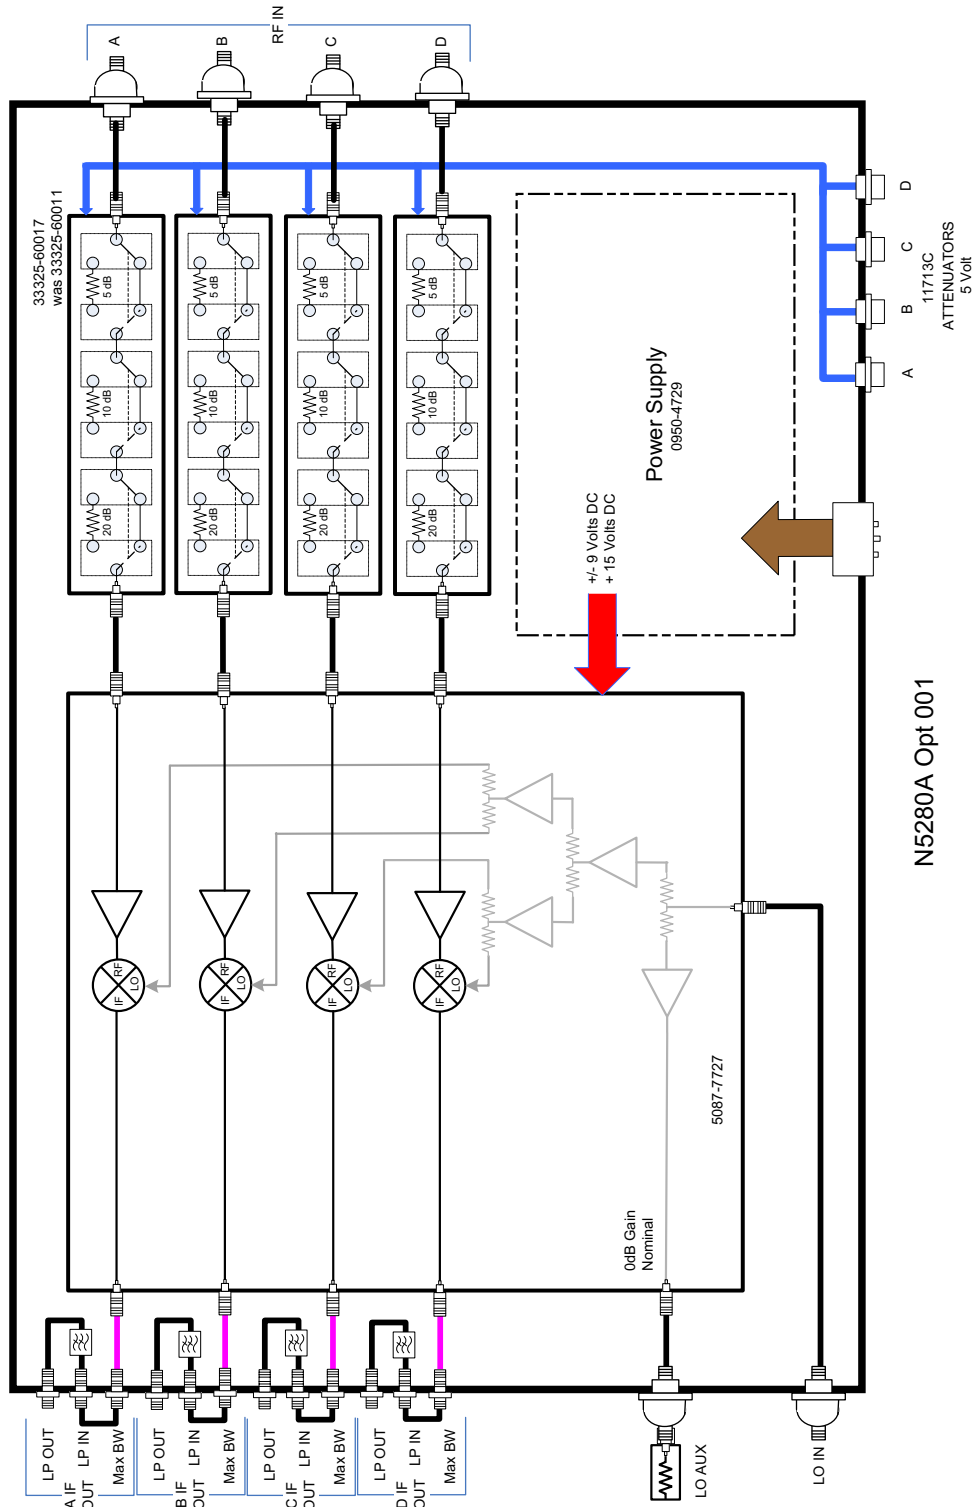 RF IN
A
B
C
D
33325-60017
was 33325-60011
5 dB
10 dB
20 dB
5 dB
10 dB
20 dB
5 dB
10 dB
20 dB
5 dB
10 dB
20 dB
Power Supply
0950-4729
+/- 9 Volts DC
+ 15 Volts DC
D
C
B
A
11713C
ATTENUATORS
5 Volt
RF
LO
IF
RF
LO
IF
RF
LO
IF
RF
LO
IF
5087-7727
0dB Gain
Nominal
LP OUT
LP IN
Max BW
A IF
OUT
LP OUT
LP IN
Max BW
B IF
OUT
LP OUT
LP IN
Max BW
C IF
OUT
LP OUT
LP IN
Max BW
D IF
OUT
LO AUX
LO IN
N5280A Opt 001